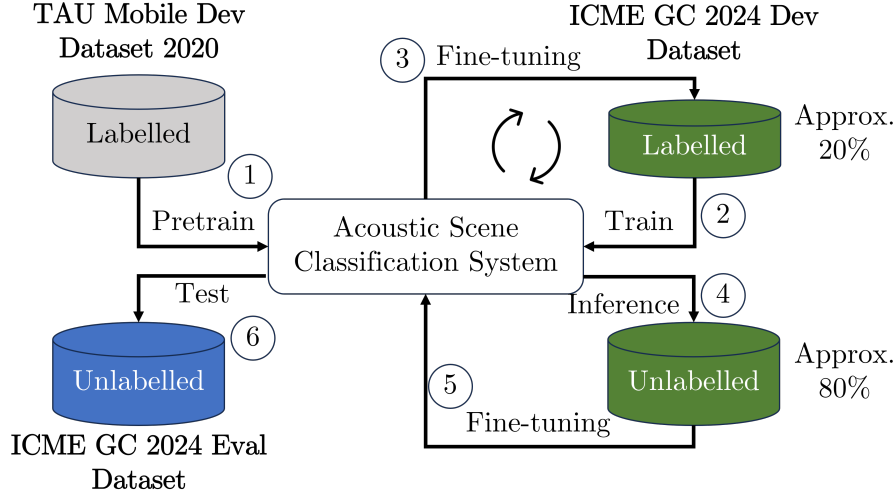 TAU Mobile Dev
Dataset 2020
Labelled
1
Pretrain
3
Fine-tuning
ICME GC 2024 Dev
Dataset
Labelled
Approx.
20%
2
Train
Acoustic Scene
Classification System
Test
6
Unlabelled
ICME GC 2024 Eval
Dataset
Inference
4
Unlabelled
Approx.
80%
5
Fine-tuning